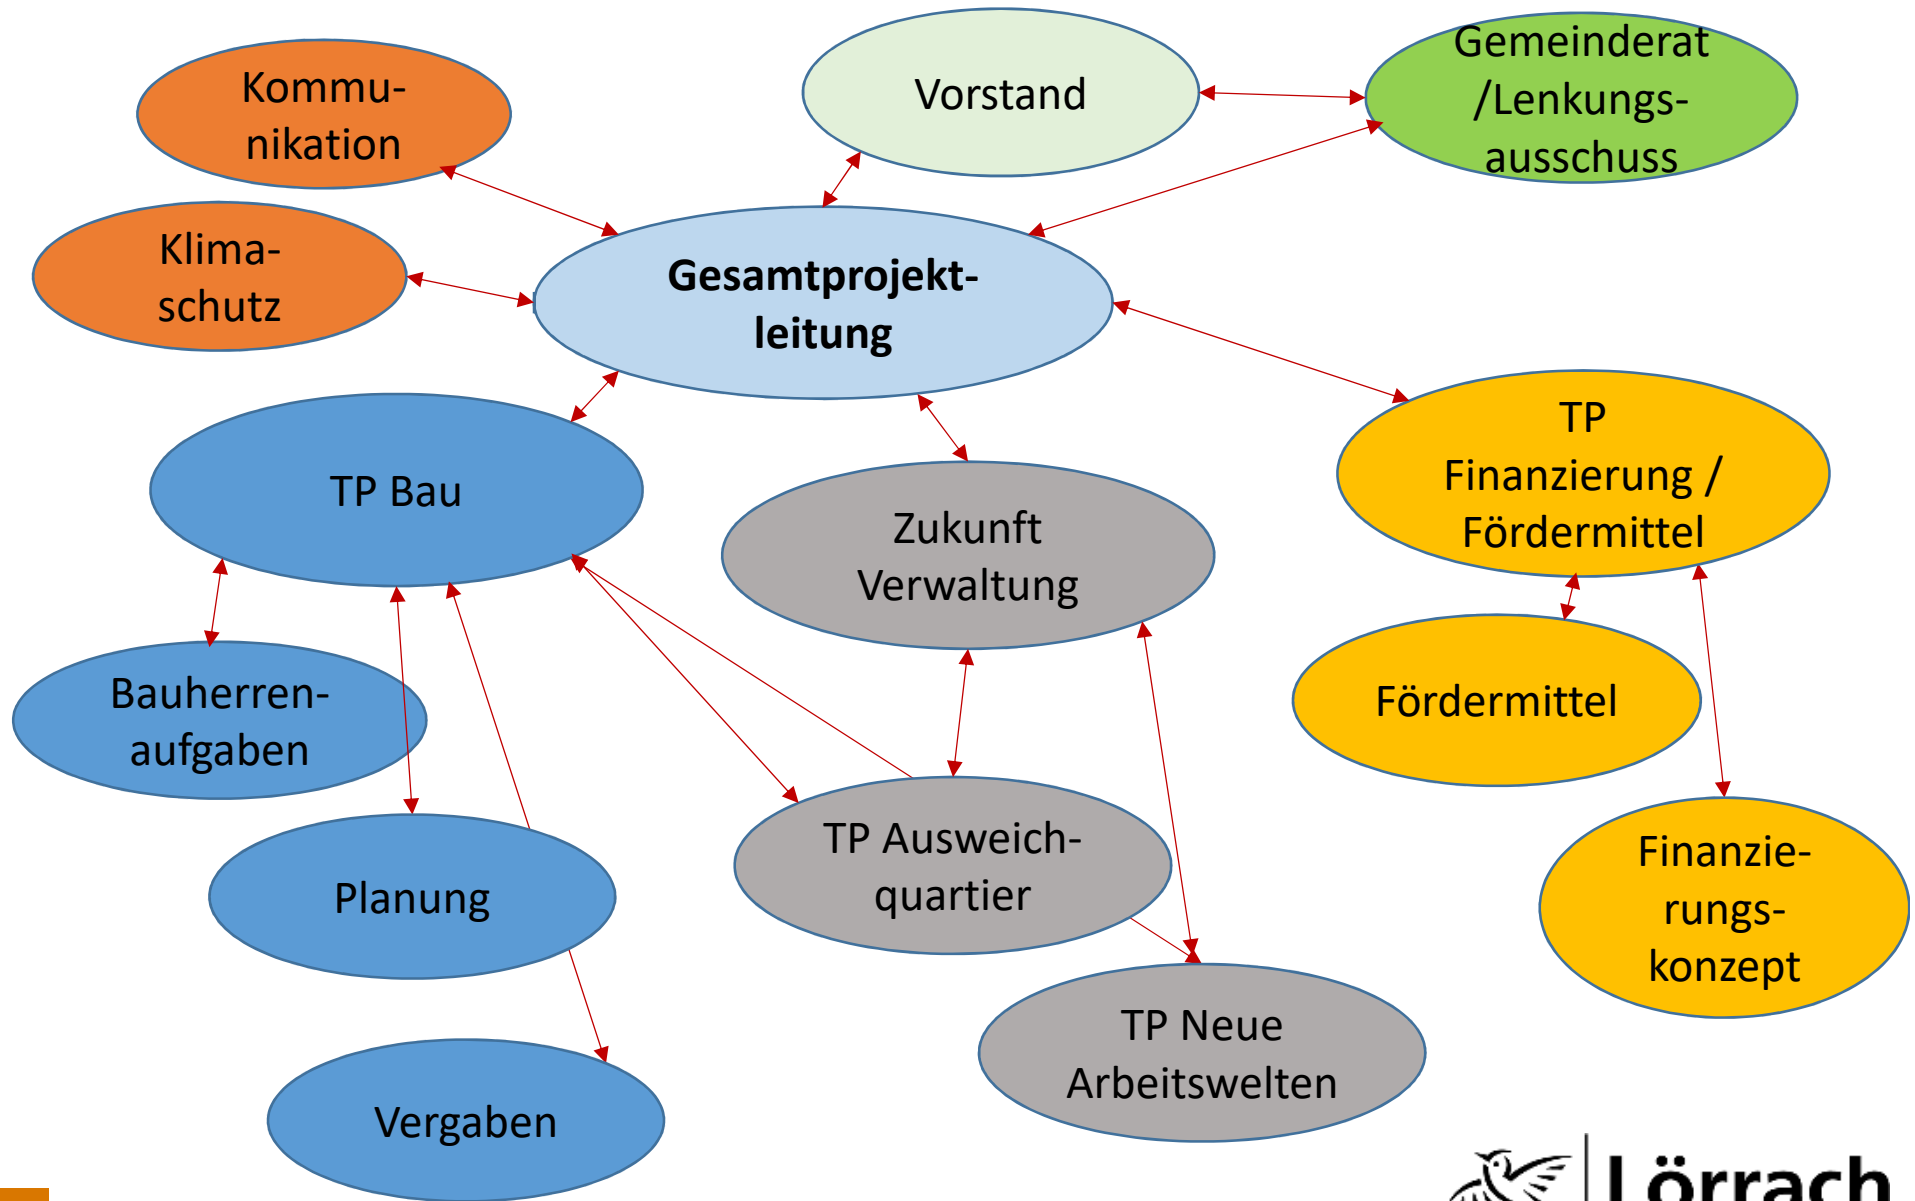 Kommu-
nikation
Vorstand
Gemeinderat
/Lenkungs-
ausschuss
Klima-
schutz
Gesamtprojekt-
leitung
TP Bau
Zukunft
Verwaltung
TP
Finanzierung /
Fördermittel
Bauherren-
aufgaben
Fördermittel
Planung
TP Ausweich-
quartier
Finanzie-
rungs-
konzept
TP Neue
Arbeitswelten
Vergaben
Lörrach